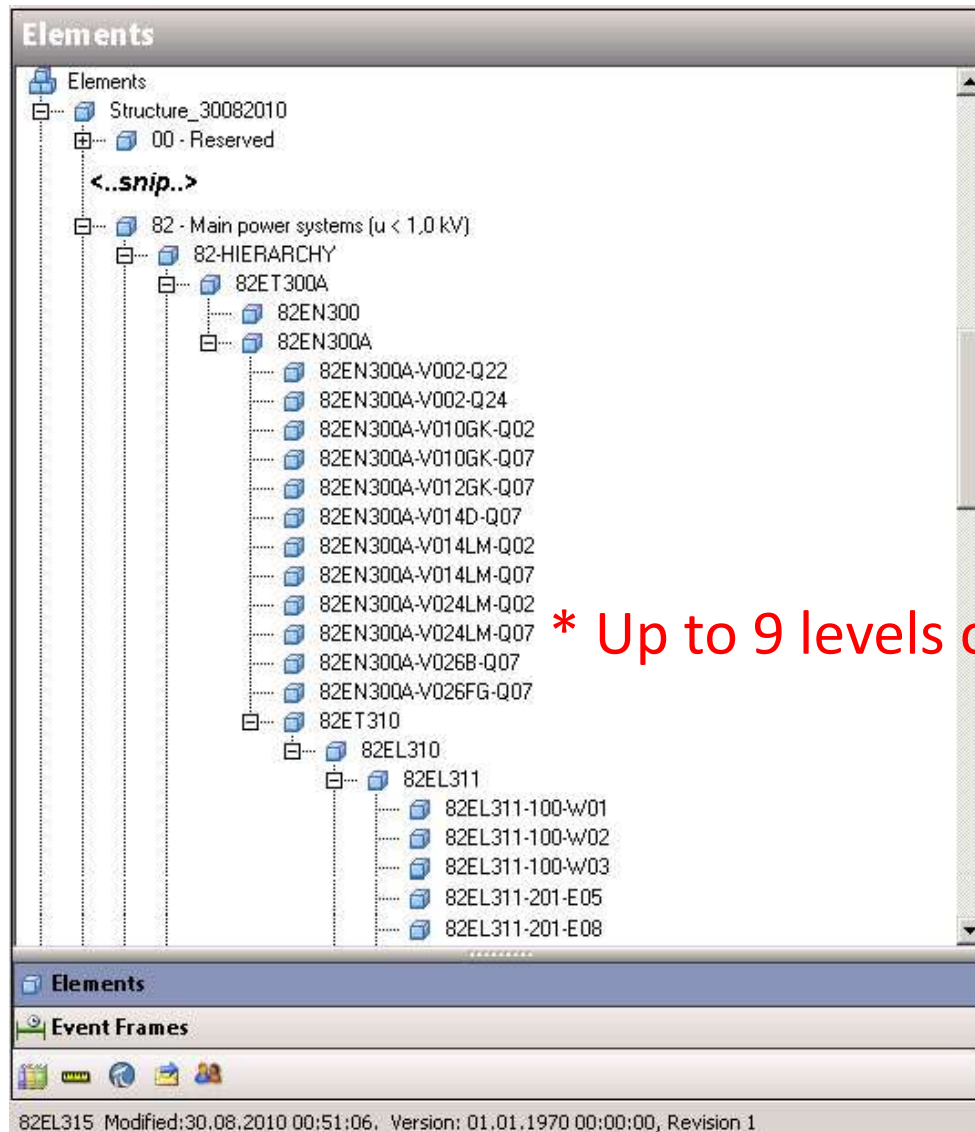 Elements
Elements
Structure_30082010
00 - Reserved
<..snip..>
82 - Main power systems (u < 1,0 kV)
82-HIERARCHY
82ET300A
82EN300
82EN300A
82EN300A-V002-Q22
82EN300A-V002-Q24
82EN300A-V010GK-Q02
82EN300A-V010GK-Q07
82EN300A-V012GK-Q07
82EN300A-V014D-Q07
82EN300A-V014LM-Q02
82EN300A-V014LM-Q07
82EN300A-V024LM-Q02
82EN300A-V024LM-Q07
* Up to 9 levels
82EN300A-V026B-Q07
82EN300A-V026FG-Q07
82ET310
82EL310
82EL311
82EL311-100-W01
82EL311-100-W02
82EL311-100-W03
82EL311-201-E05
82EL311-201-E08
Elements
Event Frames
82EL315 Modified:30.08.2010 00:51:06, Version: 01.01.1970 00:00:00, Revision 1